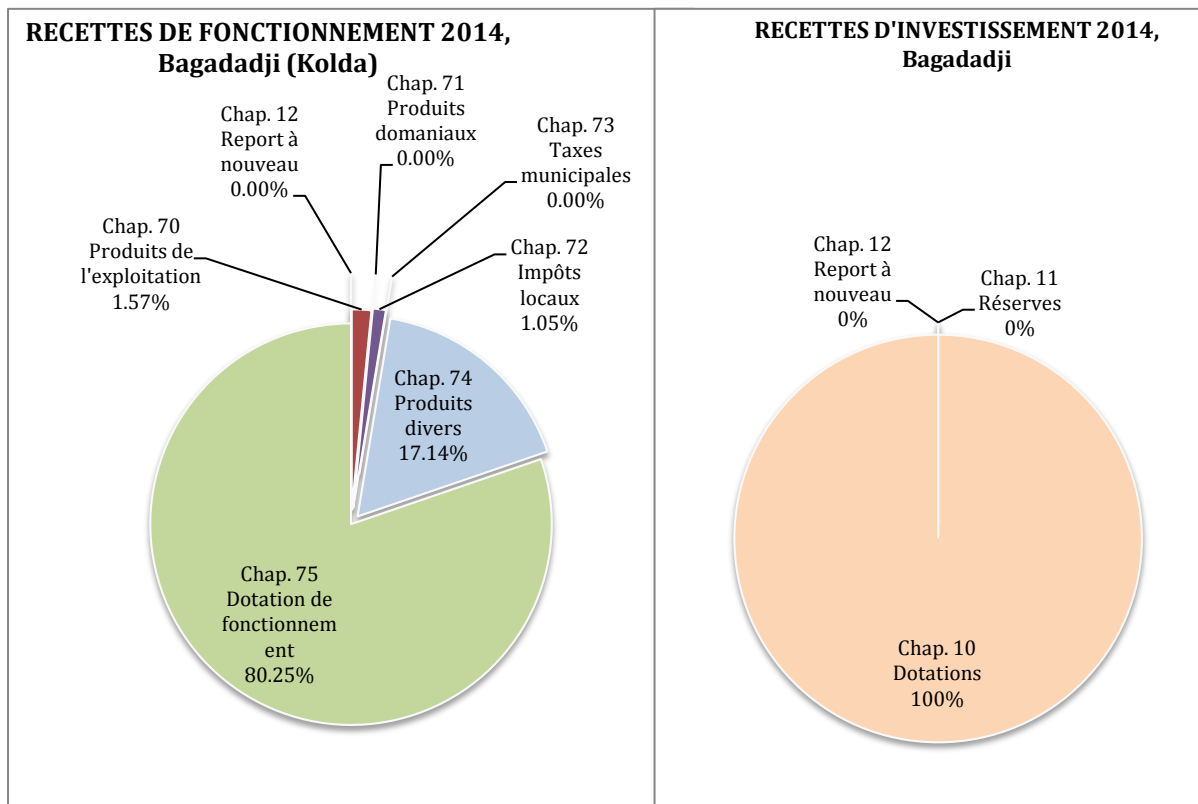 RECETTES DE FONCTIONNEMENT 2014,
Bagadadji (Kolda)
Chap. 12
Report à
nouveau
0.00%
Chap. 71
Produits
domaniaux
0.00%
Chap. 73
Taxes
municipales
0.00%
Chap. 70
Produits de
l'exploitation
1.57%
Chap. 72
Impôts
locaux
1.05%
Chap. 74
Produits
divers
17.14%
Chap. 75
Dotation de
fonctionnem
ent
80.25%
RECETTES D'INVESTISSEMENT 2014,
Bagadadji
Chap. 12
Report à
nouveau
0%
Chap. 11
Réserves
0%
Chap. 10
Dotations
100%